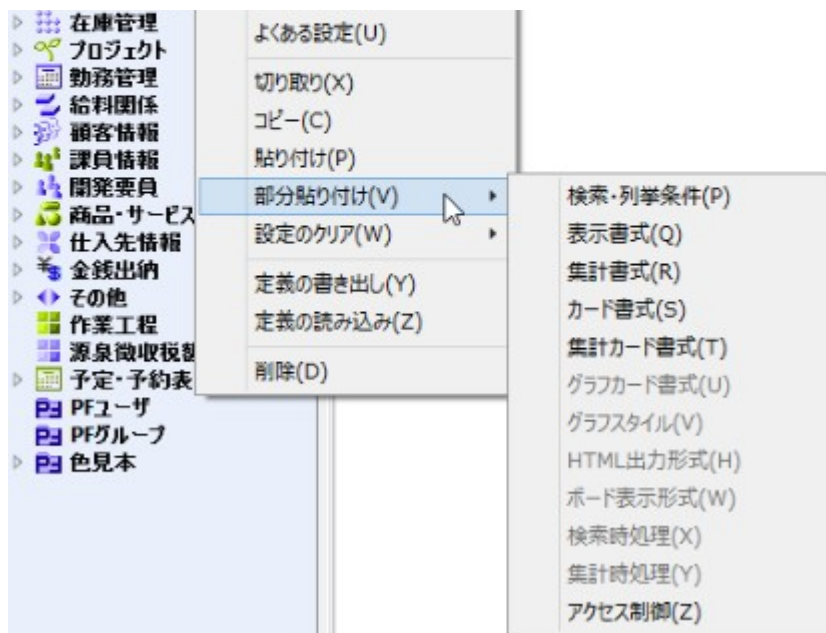 在庫管理
プロジェクト
勤務管理
給料関係
顧客情報
課員情報
開発要員
商品・サービス
仕入先情報
金銭出納
その他
作業工程
源泉徴収税
予定・予約表
PFユーザ
PFグループ
色見本
よくある設定(U)
切り取り(X)
コピー(C)
貼り付け(P)
部分貼り付け(V)
設定のクリア(W)
定義の書き出し(Y)
定義の読み込み(Z)
削除(D)
検索・列挙条件(P)
表示書式(Q)
集計書式(R)
カード書式(S)
集計カード書式(T)
グラフカード書式(U)
グラフスタイル(V)
HTML出力形式(H)
ボード表示形式(W)
検索時処理(X)
集計時処理(Y)
アクセス制御(Z)